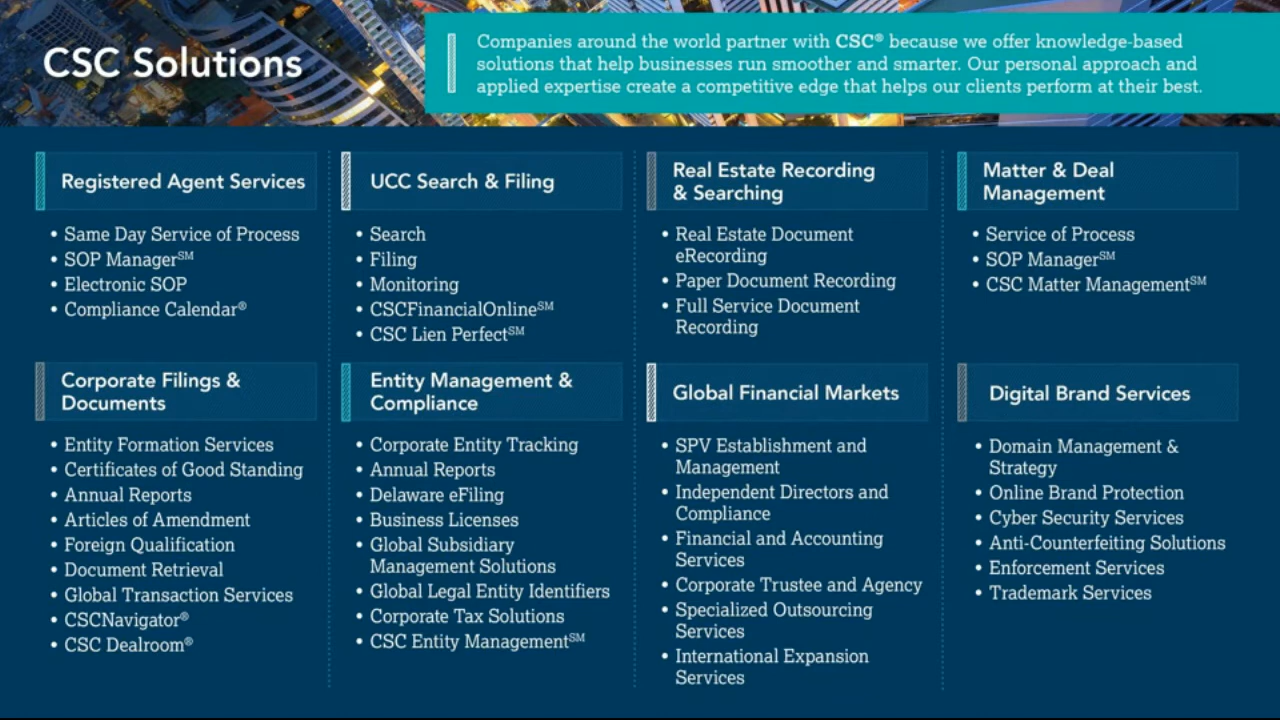 CSC Solutions
Companies around the world partner with CSC® because we offer knowledge-based
solutions that help businesses run smoother and smarter. Our personal approach and
applied expertise create a competitive edge that helps our clients perform at their best.
Registered Agent Services
• Same Day Service of Process
• SOP Manager℠
• Electronic SOP
• Compliance Calendar®
UCC Search & Filing
• Search
• Filing
• Monitoring
• CSCFinancialOnline℠
• CSC Lien Perfect℠
Real Estate Recording
& Searching
• Real Estate Document
eRecording
• Paper Document Recording
• Full Service Document
Recording
Matter & Deal
Management
• Service of Process
• SOP Manager℠
• CSC Matter Management℠
Corporate Filings &
Documents
• Entity Formation Services
• Certificates of Good Standing
• Annual Reports
• Articles of Amendment
• Foreign Qualification
• Document Retrieval
• Global Transaction Services
• CSCNavigator®
• CSC Dealroom®
Entity Management &
Compliance
• Corporate Entity Tracking
• Annual Reports
• Delaware eFiling
• Business Licenses
• Global Subsidiary
Management Solutions
• Global Legal Entity Identifiers
• Corporate Tax Solutions
• CSC Entity Management℠
Global Financial Markets
• SPV Establishment and
Management
• Independent Directors and
Compliance
• Financial and Accounting
Services
• Corporate Trustee and Agency
• Specialized Outsourcing
Services
• International Expansion
Services
Digital Brand Services
• Domain Management &
Strategy
• Online Brand Protection
• Cyber Security Services
• Anti-Counterfeiting Solutions
• Enforcement Services
• Trademark Services